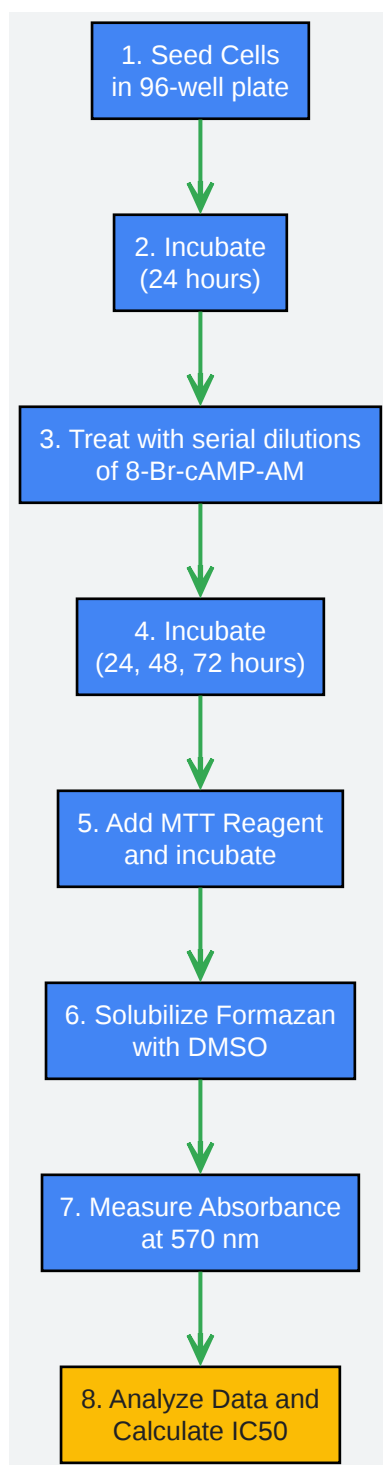 1. Seed Cells
in 96-well plate
2. Incubate
(24 hours)
3. Treat with serial dilutions
of 8-Br-cAMP-AM
4. Incubate
(24, 48, 72 hours)
5. Add MTT Reagent
and incubate
6. Solubilize Formazan
with DMSO
7. Measure Absorbance
at 570 nm
8. Analyze Data and
Calculate IC50